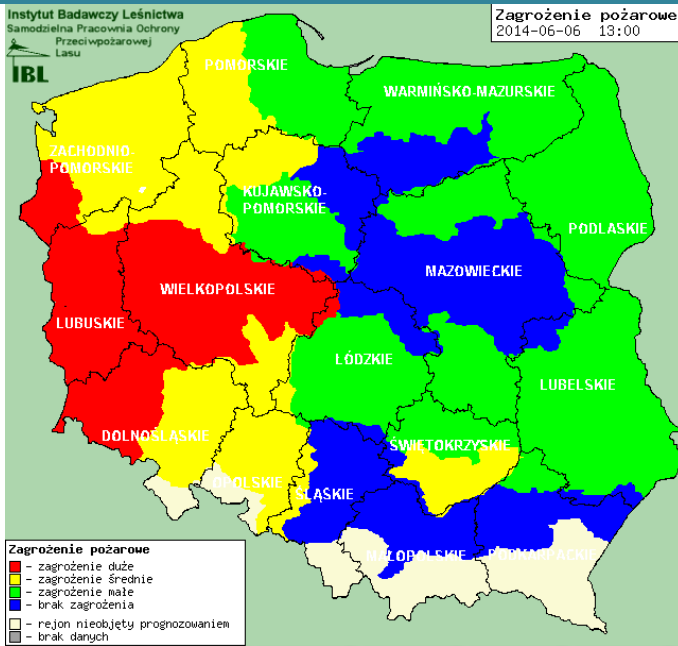 Instytut Badawczy Leśnictwa
Samodzielna Pracownia Ochrony
Przeciwpożarowej
Lasu
IBL
Zagrożenie pożarowe
2014-06-06 13:00
POMORSKIE
WARMIŃSKO-MAZURSKIE
ZACHODNIO
POMORSKIE
KUJAWSKO-
POMORSKIE
PODLASKIE
MAZOWIECKIE
WIELKOPOLSKIE
LUBUSKIE
ŁÓDZKIE
LUBELSKIE
DOLNOŚLĄSKIE
ŚWIĘTOKRZYSKIE
OPOLSKIE
ŚLĄSKIE
MAŁOPOLSKIE
PODKARPACKIE
Zagrożenie pożarowe
- zagrożenie duże
- zagrożenie średnie
- zagrożenie małe
- brak zagrożenia
- rejon nieobjęty prognozowaniem
- brak danych